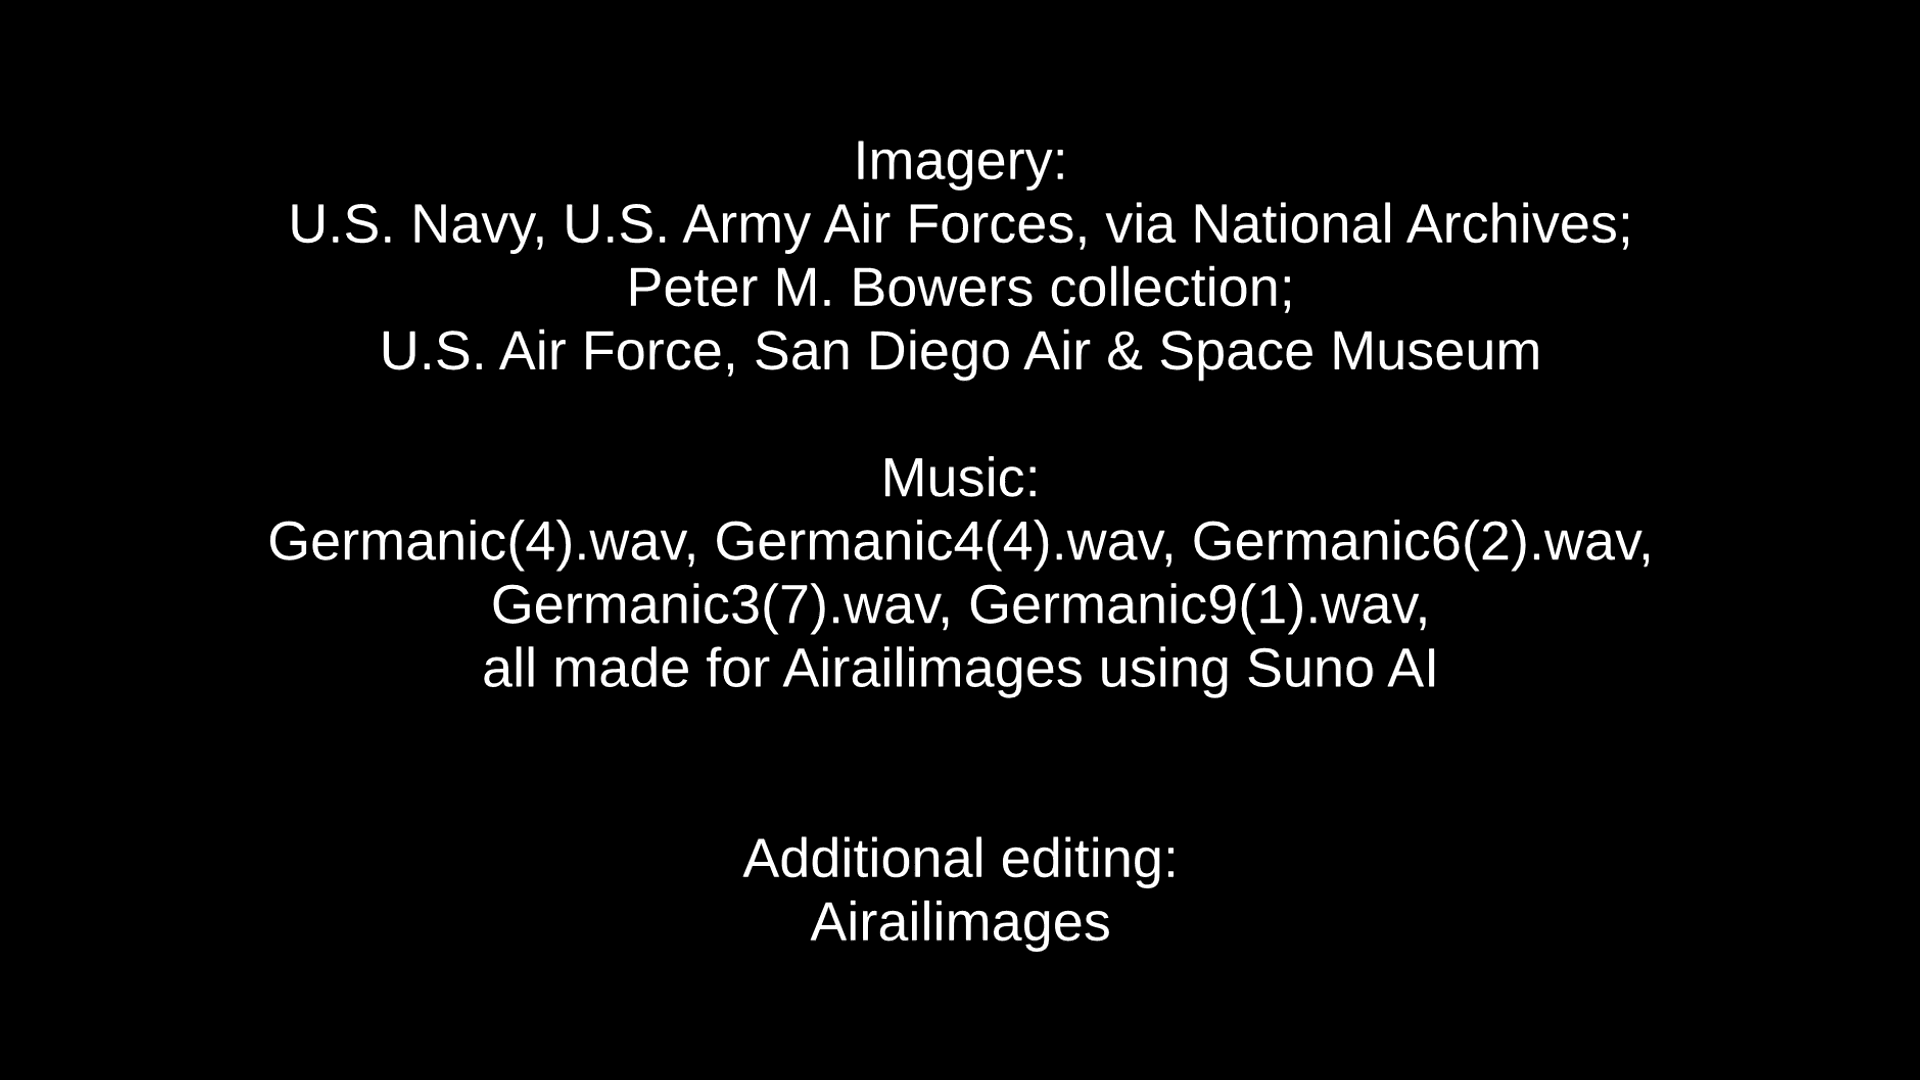 Imagery:
U.S. Navy, U.S. Army Air Forces, via National Archives;
Peter M. Bowers collection;
U.S. Air Force, San Diego Air & Space Museum
Music:
Germanic(4).wav, Germanic4(4).wav, Germanic6(2).wav,
Germanic3(7).wav, Germanic9(1).wav,
all made for Airailimages using Suno AI
Additional editing:
Airailimages